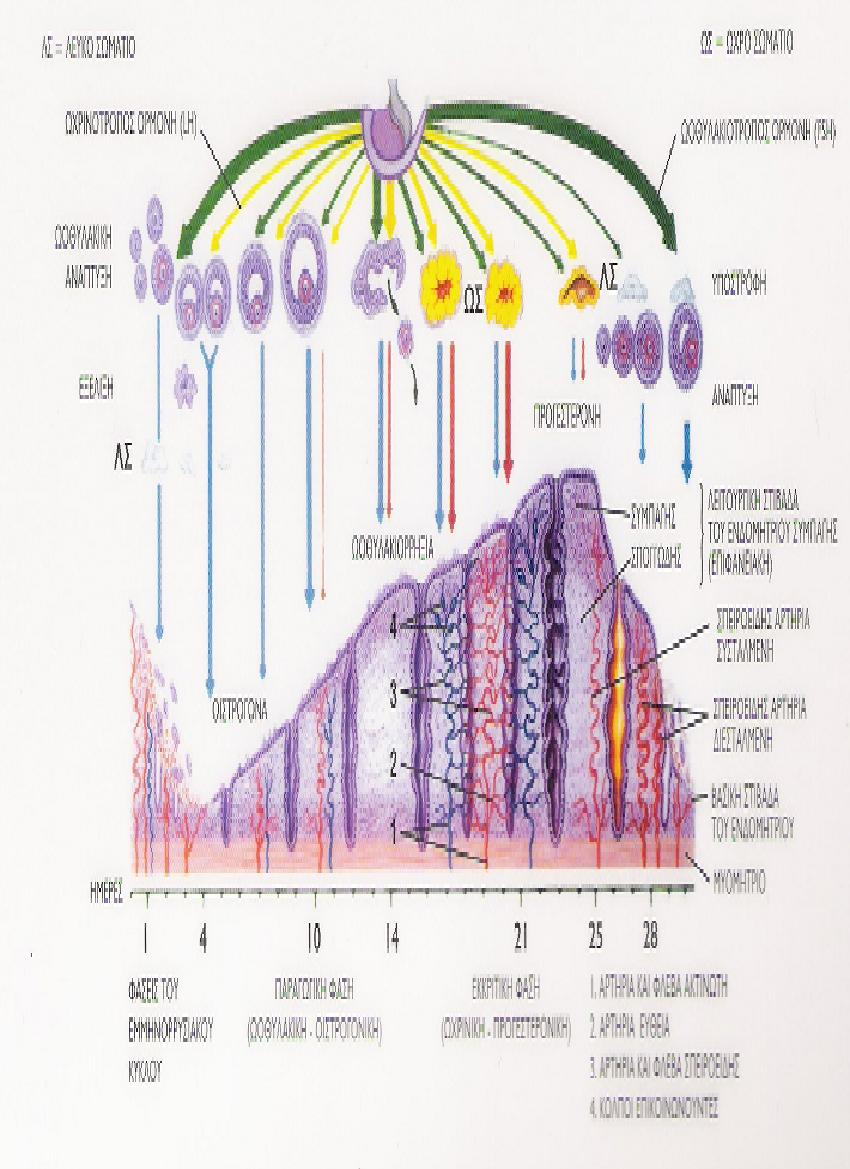 ΛΣ = ΛΕΥΚΟ ΣΩΜΑΤΙΟ
ΩΣ = ΩΧΡΟ ΣΩΜΑΤΙΟ
ΩΧΡΙΝΟΤΡΟΠΟΣ ΟΡΜΟΝΗ (LH)
ΩΟΘΥΛΑΚΙΟΤΡΟΠΟΣ ΟΡΜΟΝΗ (FSH)
ΩΟΘΥΛΑΚΙΚΗ
ΑΝΑΠΤΥΞΗ
ΩΣ
ΛΣ
ΥΠΟΣΤΡΟΦΗ
ΕΞΕΛΙΞΗ
ΑΝΑΠΤΥΞΗ
ΠΡΟΓΕΣΤΕΡΟΝΗ
ΛΣ
ΩΟΘΥΛΑΚΙΟΡΡΗΞΙΑ
ΣΥΜΠΑΓΗΣ
ΣΠΟΓΓΩΔΗΣ
ΛΕΙΤΟΥΡΓΙΚΗ ΣΤΙΒΑΔΑ
ΤΟΥ ΕΝΔΟΜΗΤΡΙΟΥ ΣΥΜΠΑΓΗΣ
(ΕΠΙΦΑΝΕΙΑΚΗ)
ΣΠΕΙΡΟΕΙΔΗΣ ΑΡΤΗΡΙΑ
ΣΥΣΤΑΛΜΕΝΗ
ΟΙΣΤΡΟΓΟΝΑ
ΣΠΕΙΡΟΕΙΔΗΣ ΑΡΤΗΡΙΑ
ΔΙΕΣΤΑΛΜΕΝΗ
4
3
2
1
ΒΑΣΙΚΗ ΣΤΙΒΑΔΑ
ΤΟΥ ΕΝΔΟΜΗΤΡΙΟΥ
ΜΥΟΜΗΤΡΙΟ
ΗΜΕΡΕΣ
1 4 10 14 21 25 28
ΦΑΣΕΙΣ ΤΟΥ
ΕΜΜΗΝΟΡΡΥΣΙΑΚΟΥ
ΚΥΚΛΟΥ
ΠΑΡΑΓΩΓΙΚΗ ΦΑΣΗ
(ΩΟΘΥΛΑΚΙΚΗ - ΟΙΣΤΡΟΓΟΝΙΚΗ)
ΕΚΚΡΙΤΙΚΗ ΦΑΣΗ
(ΩΧΡΙΝΙΚΗ - ΠΡΟΓΕΣΤΕΡΟΝΙΚΗ)
1. ΑΡΤΗΡΙΑ ΚΑΙ ΦΛΕΒΑ ΑΚΤΙΝΩΤΗ
2. ΑΡΤΗΡΙΑ ΕΥΘΕΙΑ
3. ΑΡΤΗΡΙΑ ΚΑΙ ΦΛΕΒΑ ΣΠΕΙΡΟΕΙΔΗΣ
4. ΚΟΛΠΟΙ ΕΠΙΚΟΙΝΩΝΟΥΝΤΕΣ